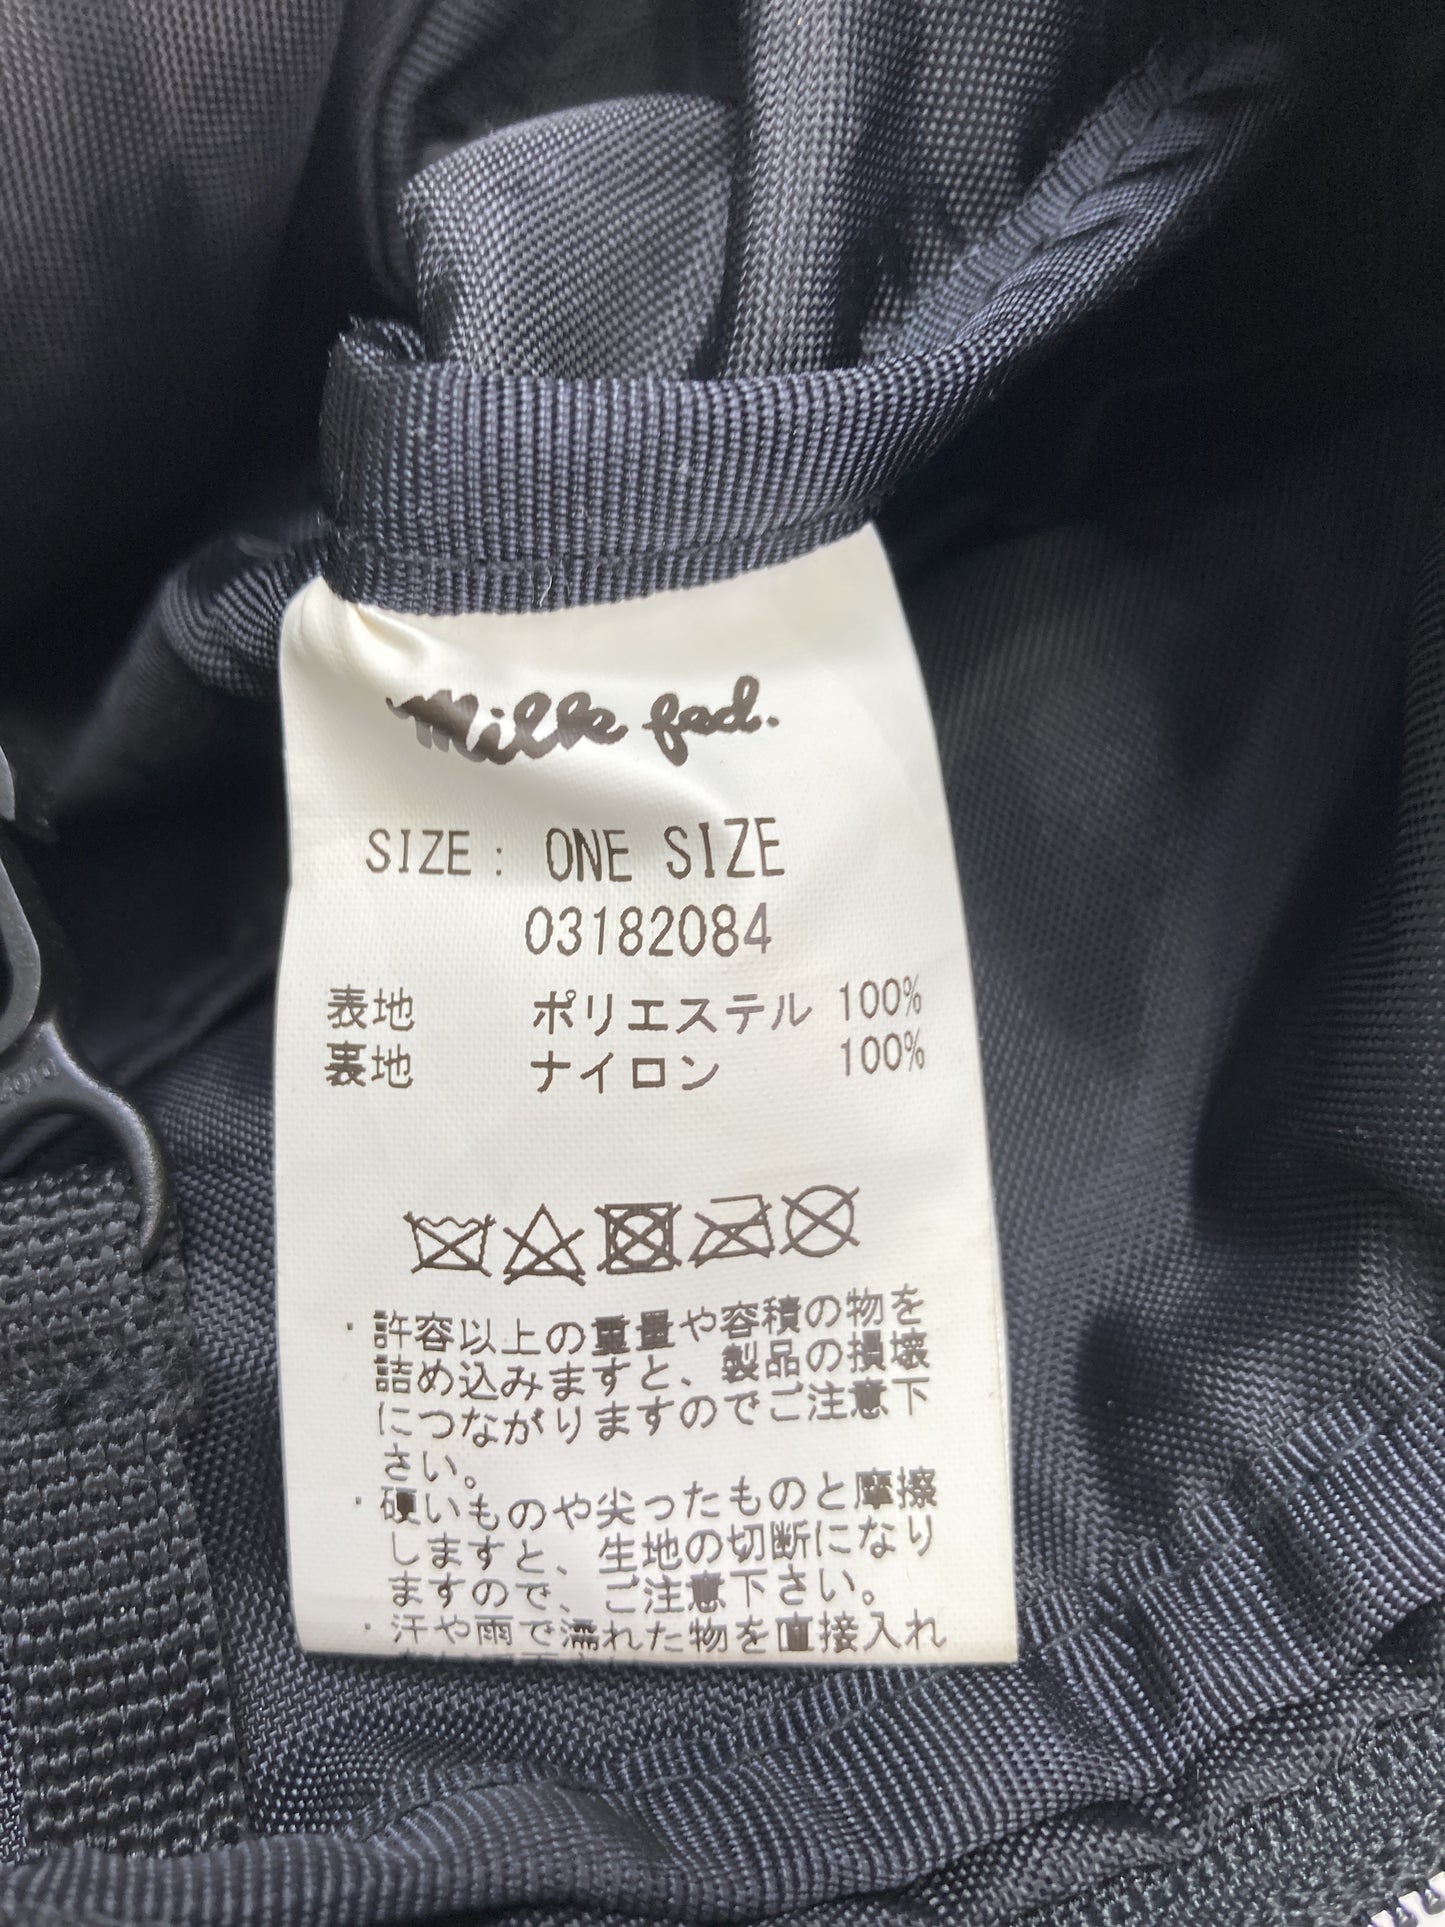 Milk fed.
SIZE : ONE SIZE
03182084
表地 ポリエステル 100%
裏地 ナイロン 100%
・許容以上の重量や容積の物を
詰め込みますと、製品の損壊
につながりますのでご注意下
さい。
・硬いものや尖ったものと摩擦
しますと、生地の切断になり
ますので、ご注意下さい。
・汗や雨で濡れた物を直接入れ